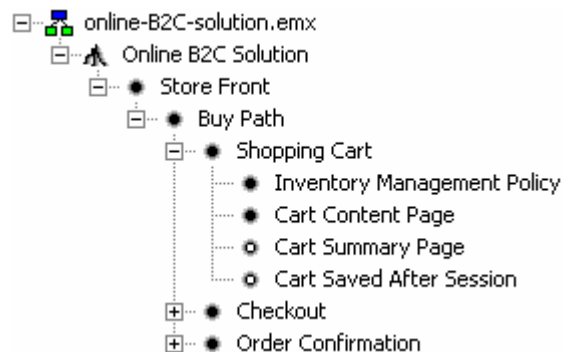 online-B2C-solution.emx
Online B2C Solution
Store Front
Buy Path
Shopping Cart
Inventory Management Policy
Cart Content Page
Cart Summary Page
Cart Saved After Session
Checkout
Order Confirmation